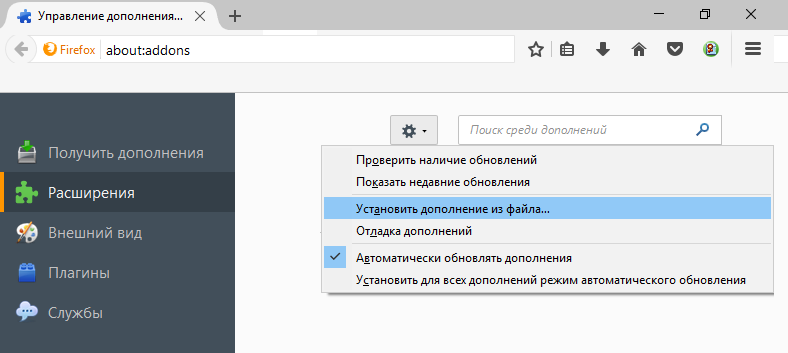 Управление дополнения...
Firefox
about:addons
Поиск среди дополнений
Получить дополнения
Расширения
Внешний вид
Плагины
Службы
Проверить наличие обновлений
Показать недавние обновления
Установить дополнение из файла...
Отладка дополнений
Автоматически обновлять дополнения
Установить для всех дополнений режим автоматического обновления